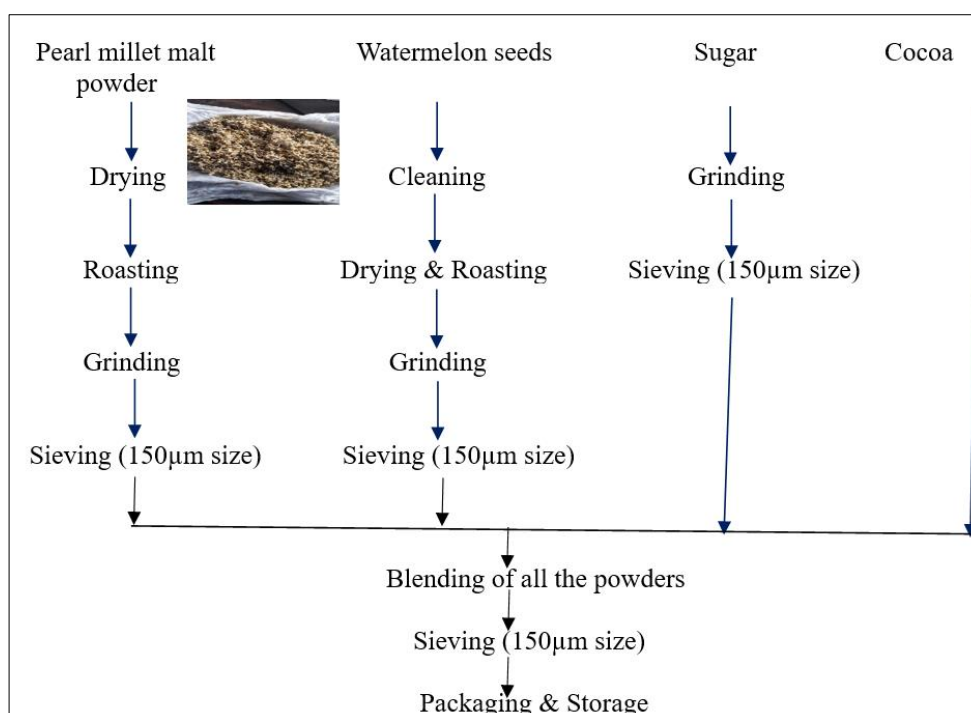 Pearl millet malt
powder
Watermelon seeds
Sugar
Cocoa
Drying
Cleaning
Grinding
Roasting
Drying & Roasting
Sieving (150µm size)
Grinding
Grinding
Sieving (150µm size)
Sieving (150µm size)
Blending of all the powders
Sieving (150µm size)
Packaging & Storage